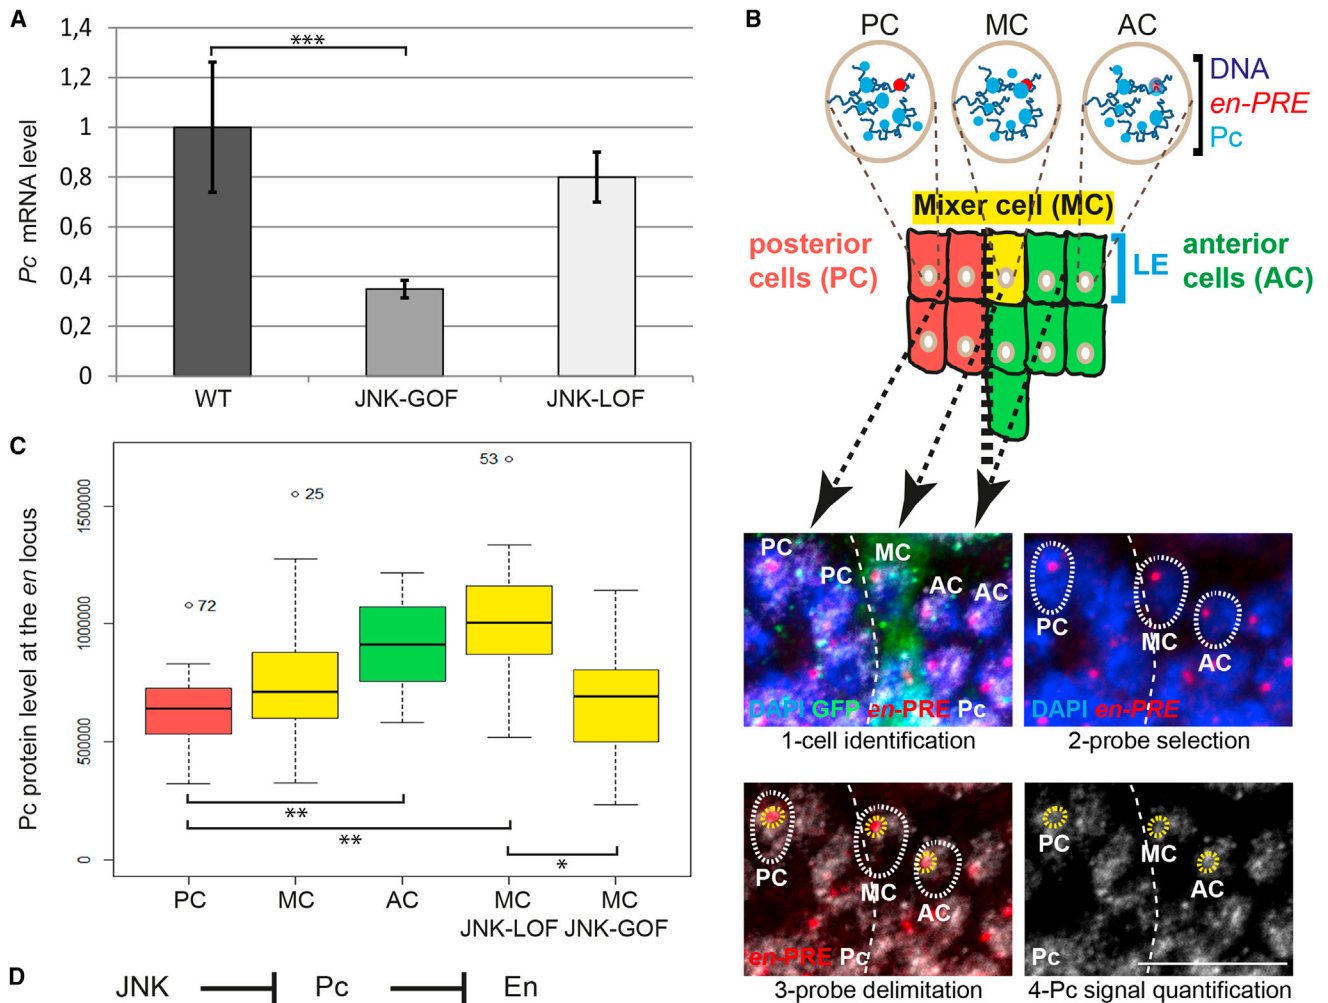 A
1,4
1,2
1
0,8
0,6
0,4
0,2
0
Pc mRNA level
***
WT
JNK-GOF
JNK-LOF
B
PC
MC
AC
DNA
en-PRE
Pc
Mixer cell (MC)
posterior
cells (PC)
LE
anterior
cells (AC)
PC
PC
MC
AC
AC
DAPI GFP en-PRE Pc
1-cell identification
PC
MC
AC
DAPI en-PRE
2-probe selection
PC
MC
AC
en-PRE Pc
3-probe delimitation
PC
MC
AC
Pc
4-Pc signal quantification
C
Pc protein level at the en locus
1500000
1000000
500000
0
72
25
53
**
**
*
PC
MC
AC
MC
JNK-LOF
MC
JNK-GOF
D
JNK
Pc
En